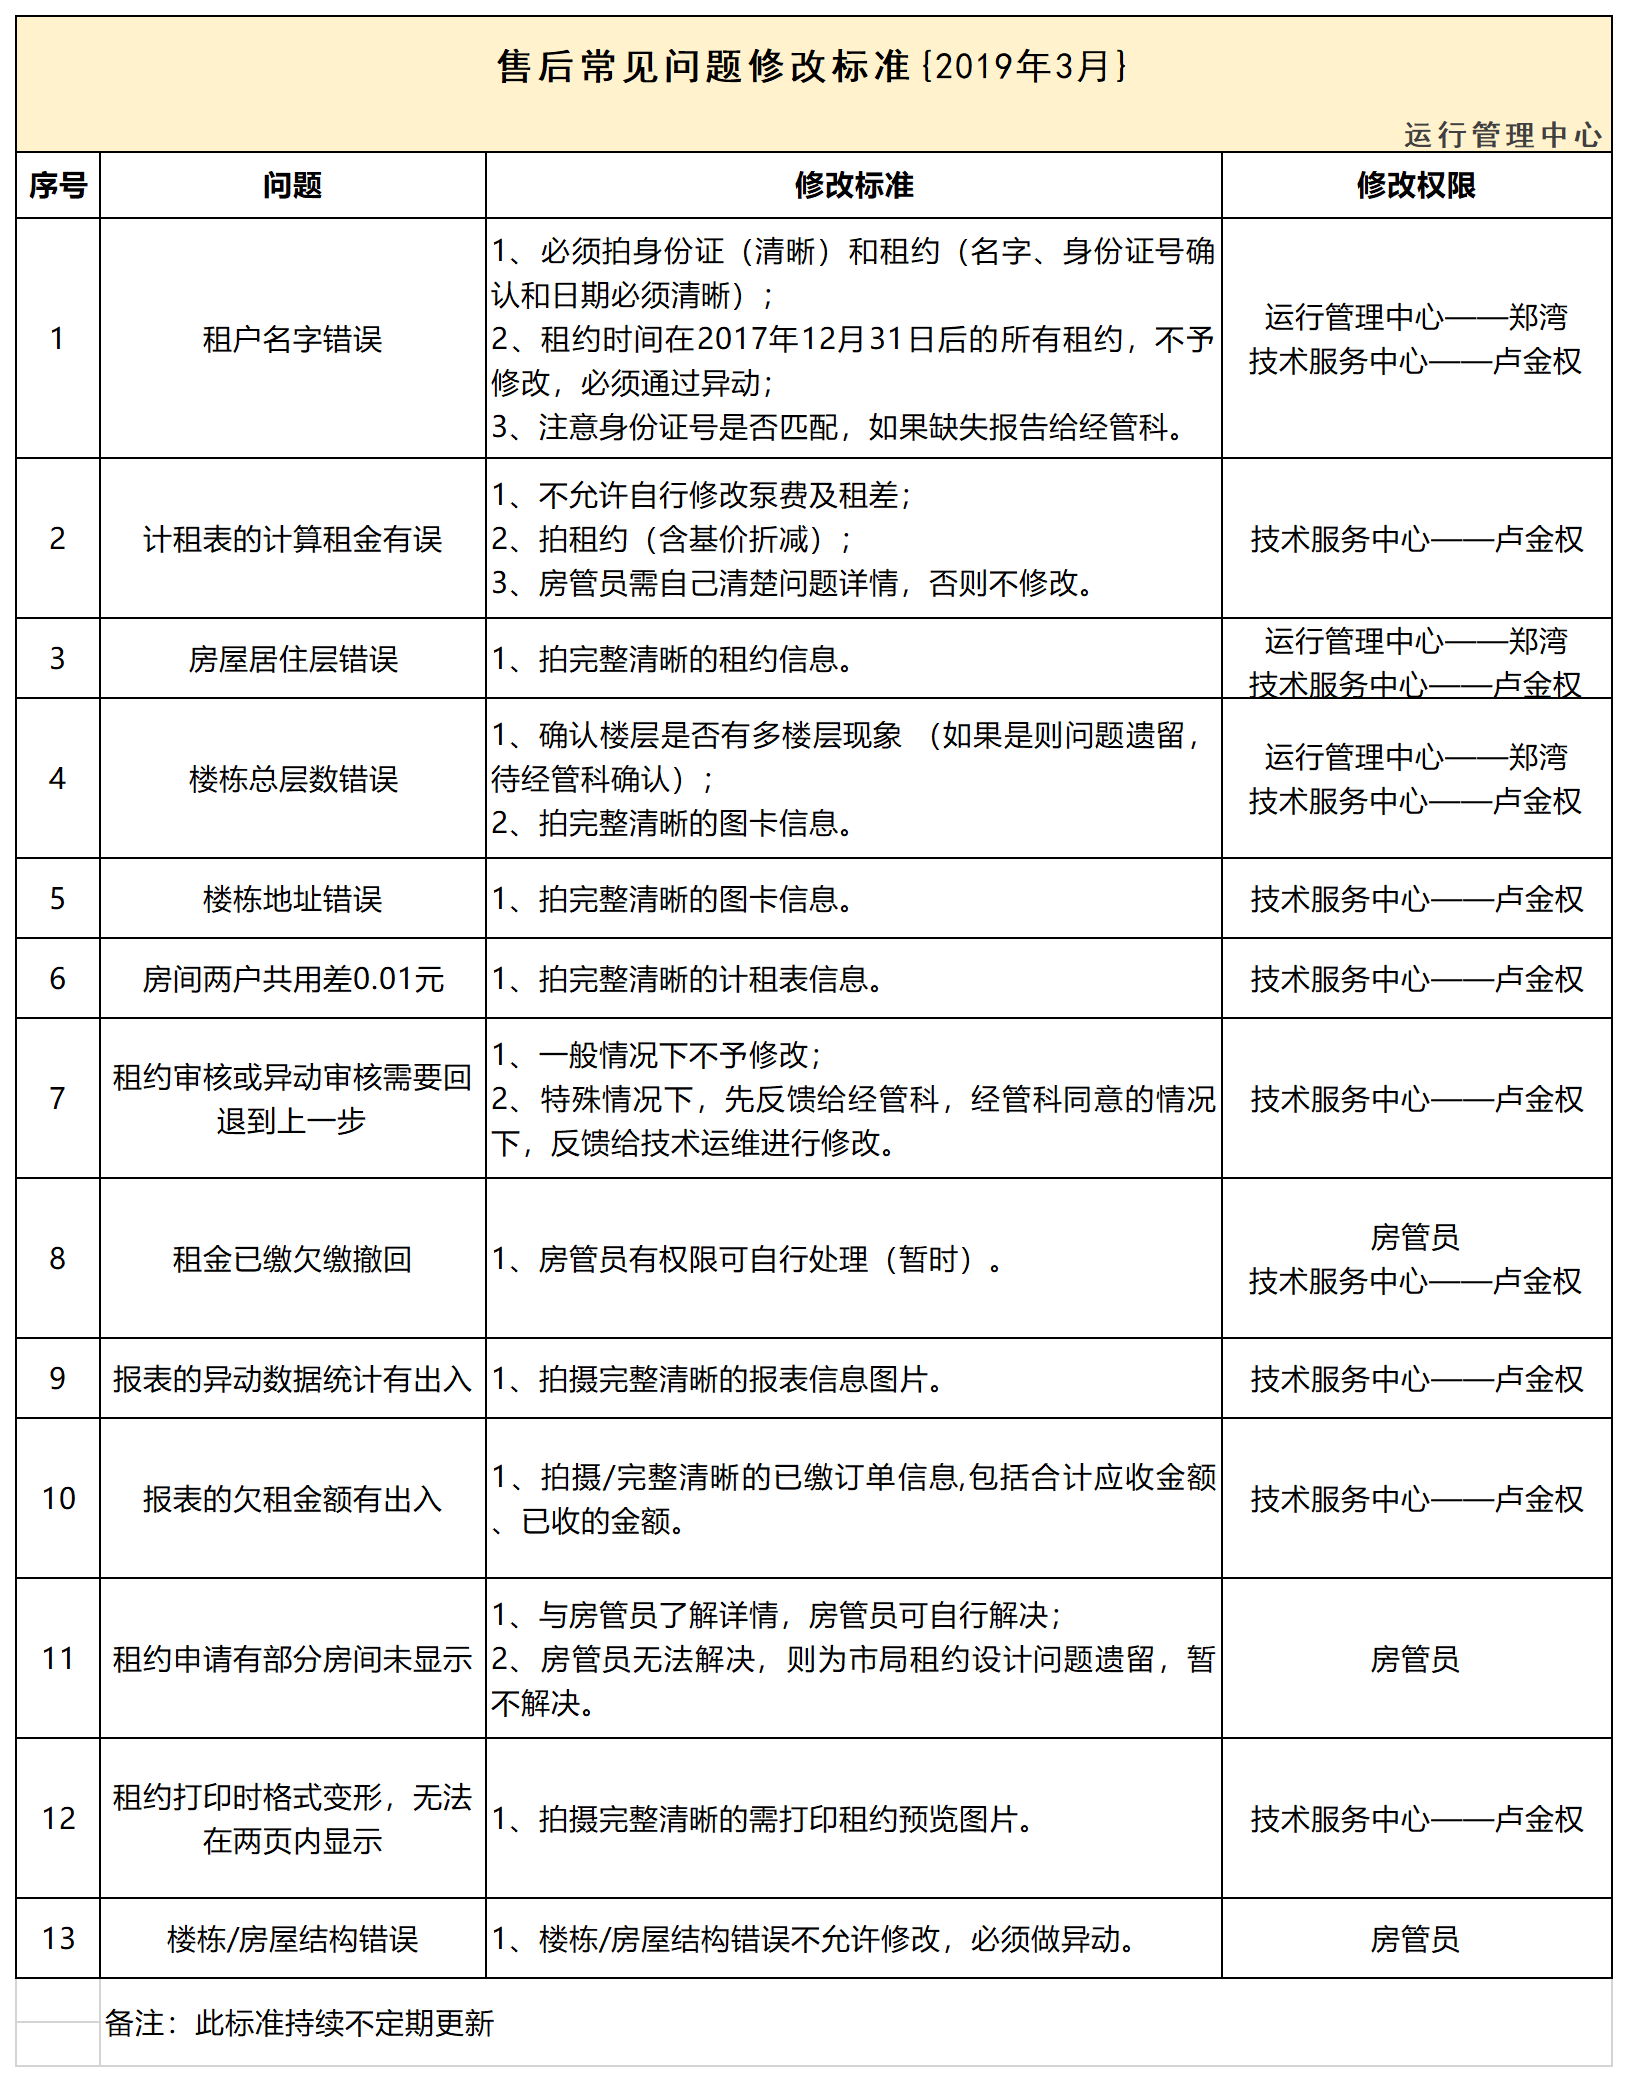 售后常见问题修改标准{2019年3月}
运行管理中心
序号 问题 修改标准 修改权限
1 租户名字错误
1、必须拍身份证（清晰）和租约（名字、身份证号确
认和日期必须清晰）；
2、租约时间在2017年12月31日后的所有租约，不予
修改，必须通过异动；
3、注意身份证号是否匹配，如果缺失报告给经管科。
运行管理中心——郑湾
技术服务中心——卢金权
2 计租表的计算租金有误
1、不允许自行修改泵费及租差；
2、拍租约（含基价折减）；
3、房管员需自己清楚问题详情，否则不修改。
技术服务中心——卢金权
3 房屋居住层错误
1、拍完整清晰的租约信息。
运行管理中心——郑湾
技术服务中心——卢金权
4 楼栋总层数错误
1、确认楼层是否有多楼层现象 （如果是则问题遗留，
待经管科确认）；
2、拍完整清晰的图卡信息。
运行管理中心——郑湾
技术服务中心——卢金权
5 楼栋地址错误
1、拍完整清晰的图卡信息。
技术服务中心——卢金权
6 房间两户共用差0.01元
1、拍完整清晰的计租表信息。
技术服务中心——卢金权
7 租约审核或异动审核需要回
退到上一步
1、一般情况下不予修改；
2、特殊情况下，先反馈给经管科，经管科同意的情况
下，反馈给技术运维进行修改。
技术服务中心——卢金权
8 租金已缴欠缴撤回
1、房管员有权限可自行处理（暂时）。
房管员
技术服务中心——卢金权
9 报表的异动数据统计有出入
1、拍摄完整清晰的报表信息图片。
技术服务中心——卢金权
10 报表的欠租金额有出入
1、拍摄/完整清晰的已缴订单信息,包括合计应收金额
、已收的金额。
技术服务中心——卢金权
11 租约申请有部分房间未显示
1、与房管员了解详情，房管员可自行解决；
2、房管员无法解决，则为市局租约设计问题遗留，暂
不解决。
房管员
12 租约打印时格式变形，无法
在两页内显示
1、拍摄完整清晰的需打印租约预览图片。
技术服务中心——卢金权
13 楼栋/房屋结构错误
1、楼栋/房屋结构错误不允许修改，必须做异动。
房管员
备注：此标准持续不定期更新